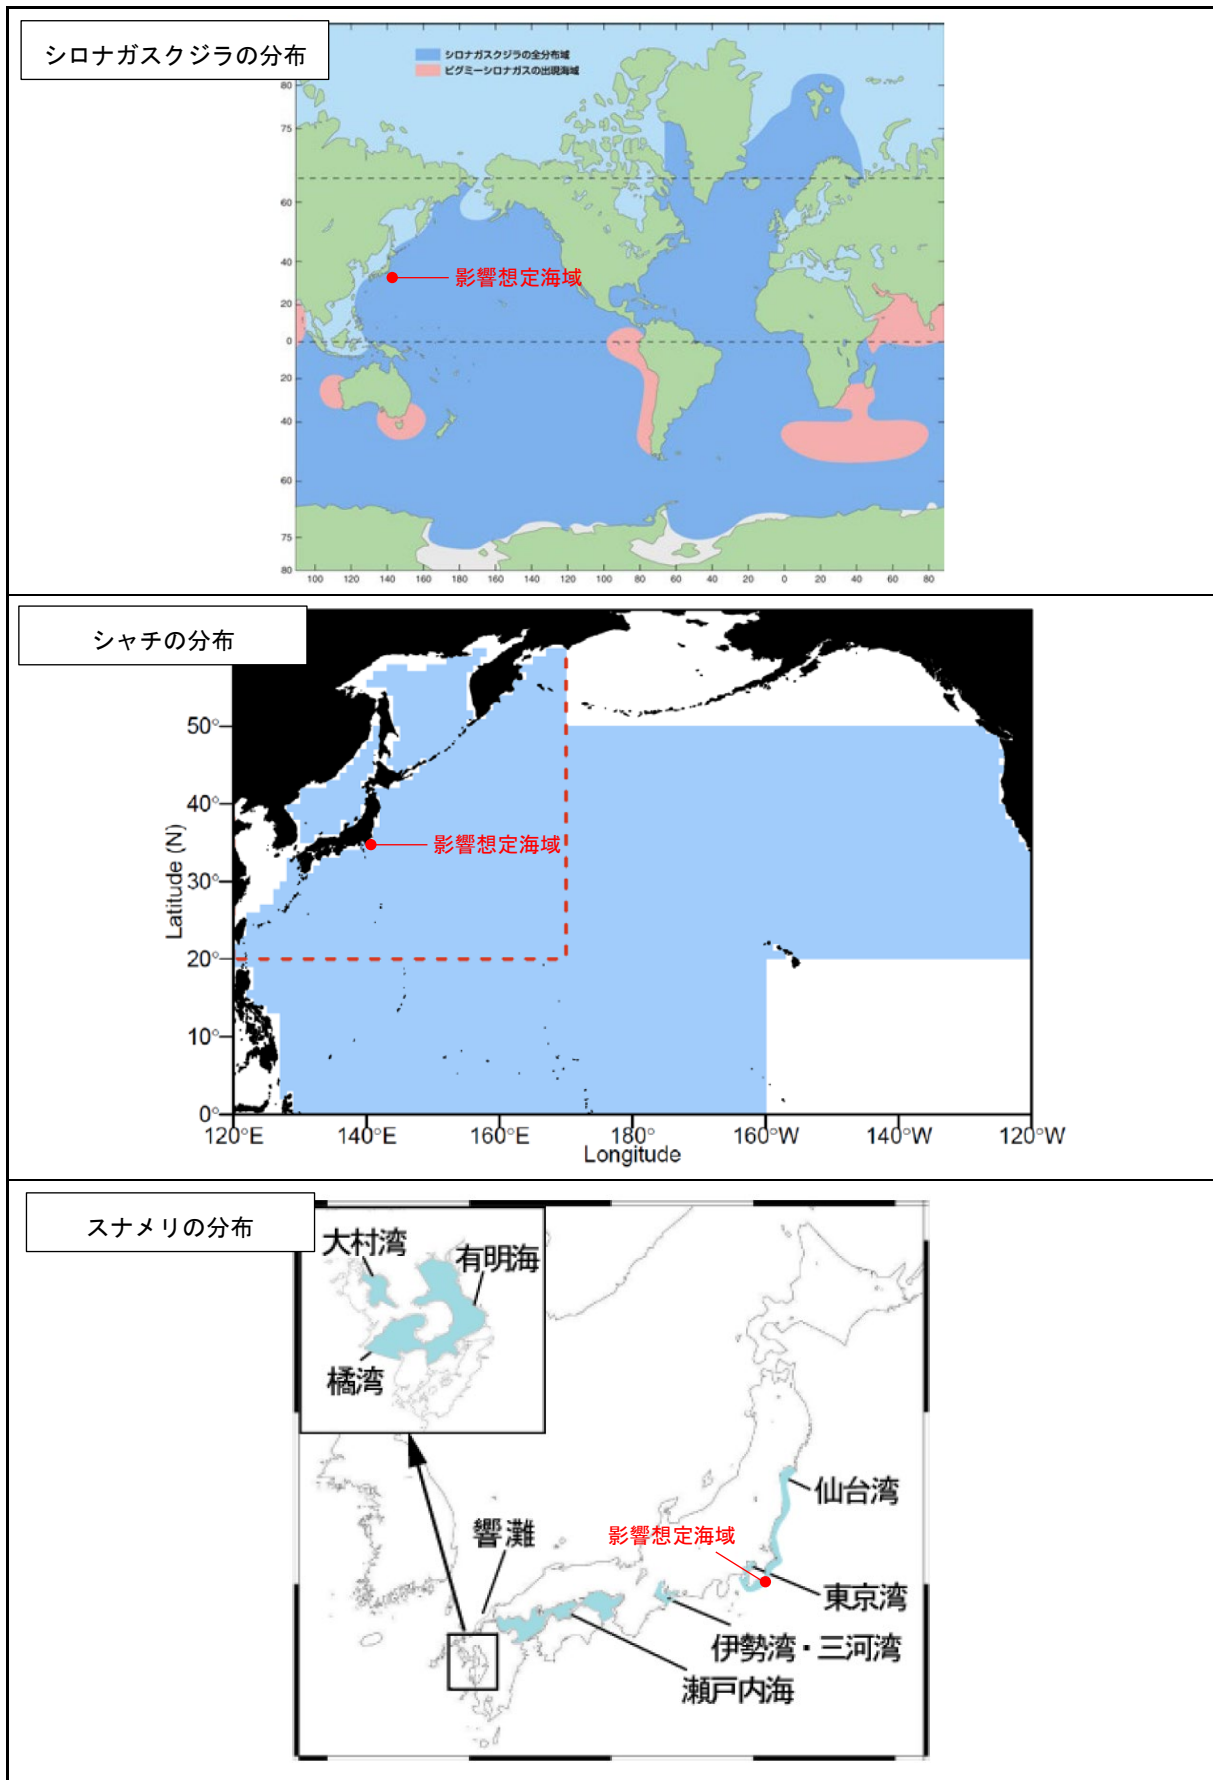 シロナガスクジラの分布
シロナガスクジラの全分布域
ピグミーシロナガスの出現海域
80
75
60
40
20
0
20
40
60
75
80
影響想定海域
100 120 140 160 180 160 140 120 100 80 60 40 20 0 20 40 60 80
シャチの分布
50°
40°
30°
20°
10°
0°
Latitude (N)
影響想定海域
120°E 140°E 160°E 180° 160°W 140°W 120°W
Longitude
スナメリの分布
大村湾
有明海
橘湾
響灘
仙台湾
影響想定海域
東京湾
伊勢湾・三河湾
瀬戸内海